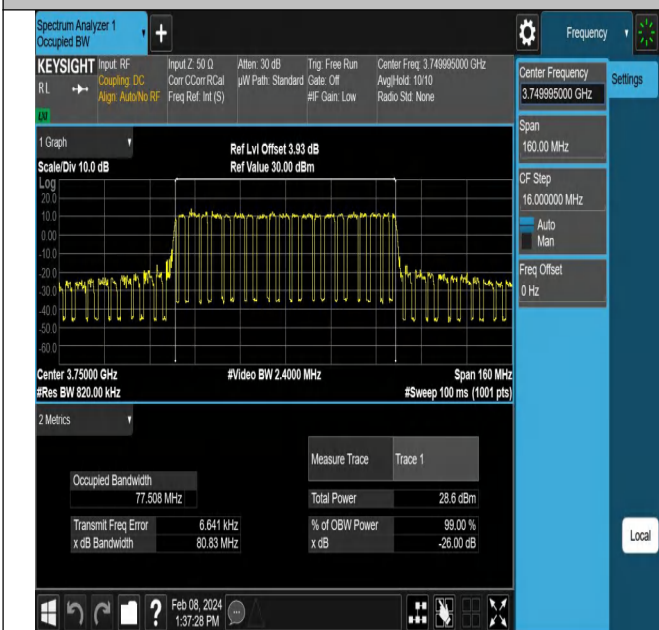 Spectrum Analyzer 1
Occupied BW
+
Frequency
KEYSIGHT Input: RF Input Z: 50 Ω Atten: 30 dB Trig: Free Run Center Freq: 3.749995000 GHz
RL Coupling: DC Corr CCorr RCal µW Path: Standard Gate: Off Avg|Hold: 10/10
Align: Auto/No RF Freq Ref: Int (S) #IF Gain: Low Radio Std: None
LXI
Center Frequency
3.749995000 GHz
Settings
Span
160.00 MHz
CF Step
16.000000 MHz
Auto
Man
Freq Offset
0 Hz
1 Graph
Ref Lvl Offset 3.93 dB
Scale/Div 10.0 dB Ref Value 30.00 dBm
Log
20.0
10.0
0.00
-10.0
-20.0
-30.0
-40.0
-50.0
-60.0
Center 3.75000 GHz #Video BW 2.4000 MHz Span 160 MHz
#Res BW 820.00 kHz #Sweep 100 ms (1001 pts)
2 Metrics
Measure Trace Trace 1
Occupied Bandwidth
77.508 MHz
Total Power 28.6 dBm
Transmit Freq Error 6.641 kHz % of OBW Power 99.00 %
x dB Bandwidth 80.83 MHz x dB -26.00 dB
Local
? Feb 08, 2024
1:37:28 PM